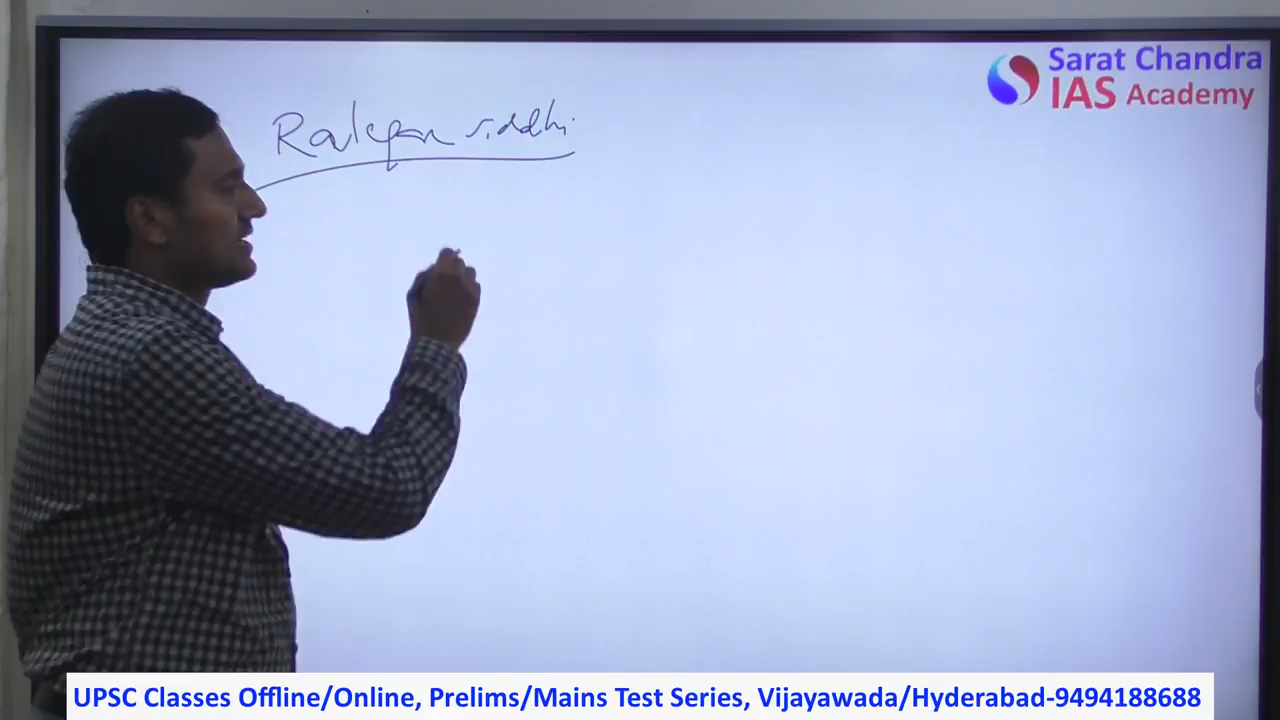 Sarat Chandra
IAS Academy
Ralegan siddhi
UPSC Classes Offline/Online, Prelims/Mains Test Series, Vijayawada/Hyderabad-9494188688